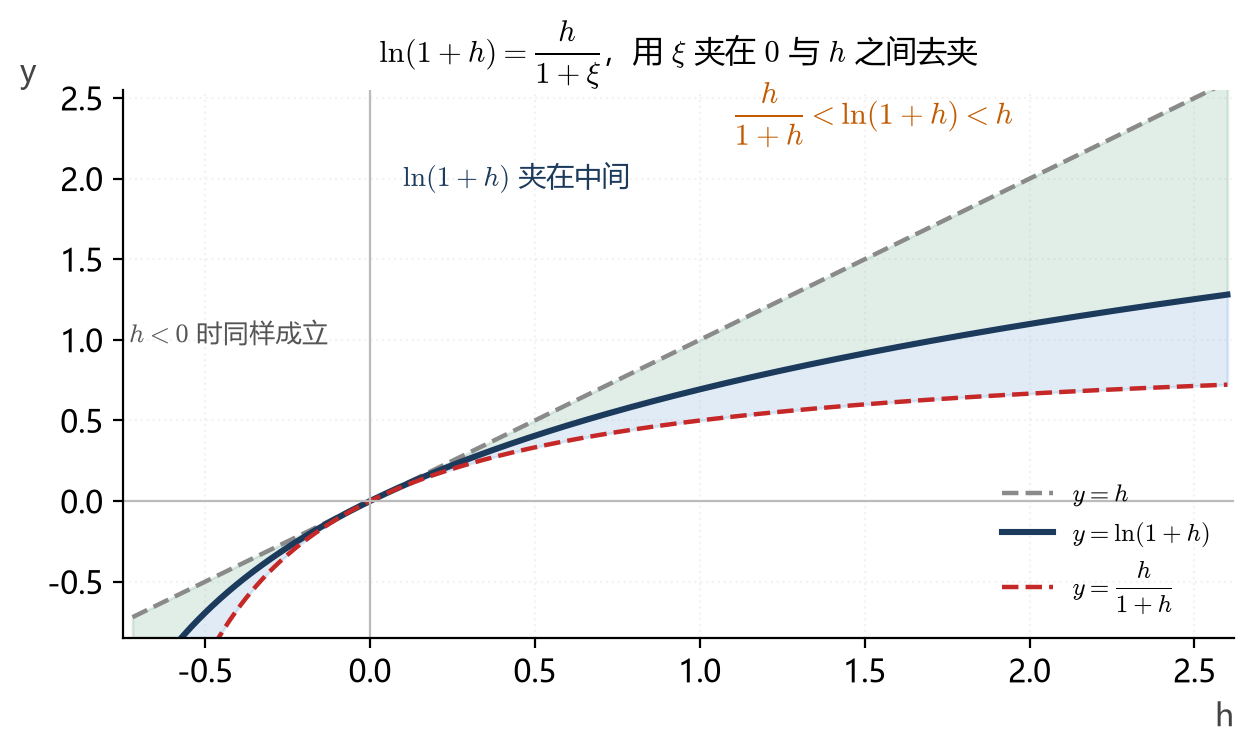 ln(1 + h) = h/(1 + ξ), 用 ξ 夹在 0 与 h 之间去夹
y
h/(1 + h) < ln(1 + h) < h
ln(1 + h) 夹在中间
h < 0 时同样成立
2.5
2.0
1.5
1.0
0.5
0.0
-0.5
y = h
y = ln(1 + h)
y = h/(1 + h)
-0.5 0.0 0.5 1.0 1.5 2.0 2.5
h